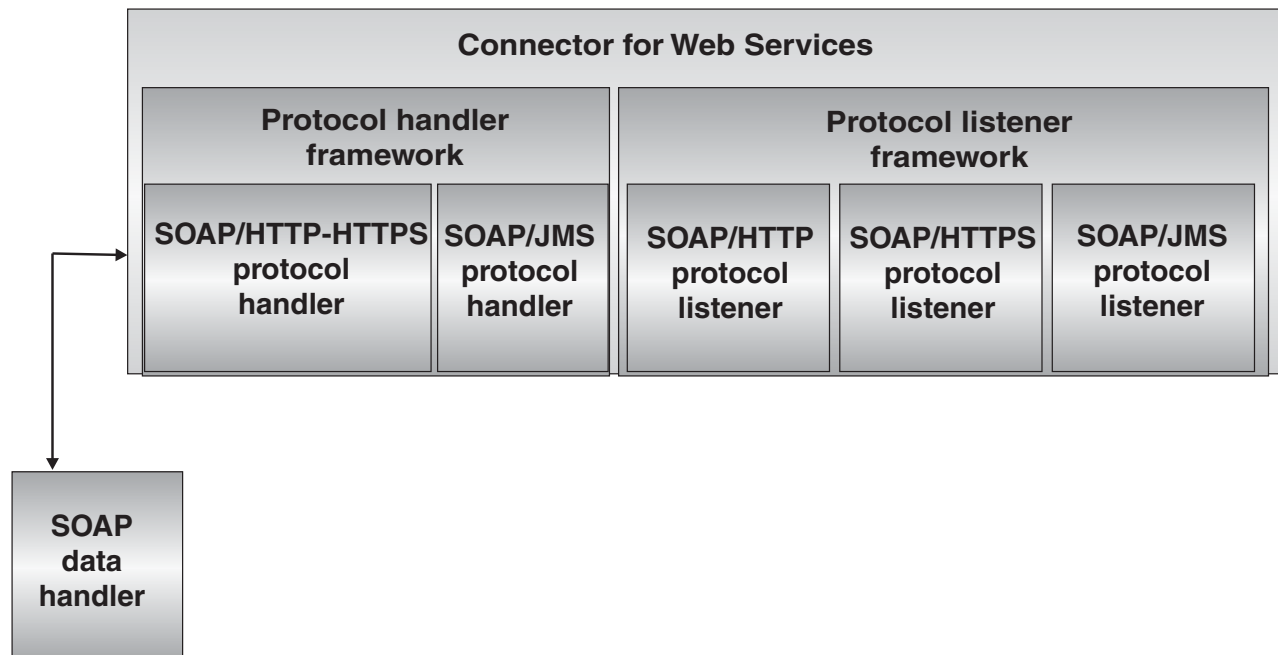 Connector for Web Services
Protocol handler
framework
Protocol listener
framework
SOAP/HTTP-HTTPS
protocol
handler
SOAP/JMS
protocol
handler
SOAP/HTTP
protocol
listener
SOAP/HTTPS
protocol
listener
SOAP/JMS
protocol
listener
SOAP
data
handler